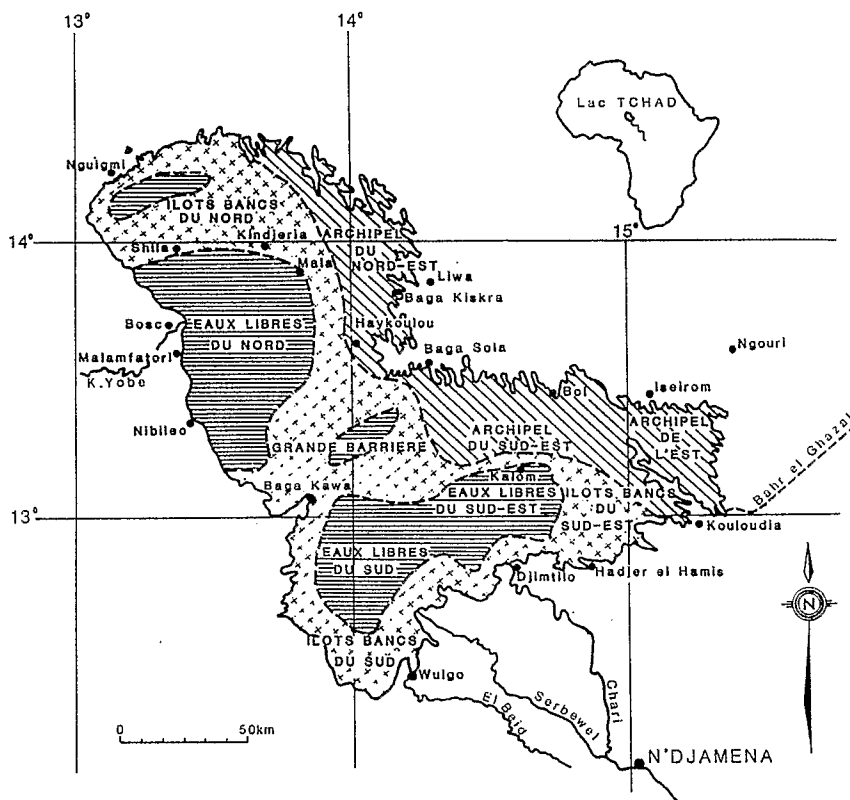 13°
14°
Lac TCHAD
Nguigmi
ILOTS BANCS
DU NORD
15°
14°
Kindjeria
ARCHIPEL
DU
NORD-EST
Shila
Mala
Liwa
Baga Kiskra
Bosc
EAUX LIBRES
DU NORD
Haykoulou
Malamfatori
Baga Sola
Ngouri
K.Yobe
Bol
Iseirom
Nibileo
ARCHIPEL
DU SUD-EST
ARCHIPEL
DE
L'EST
GRANDE BARRIERE
Bahr el Ghazal
Kalom
Baga Kawa
EAUX LIBRES
DU SUD-EST
ILOTS BANCS
DU
SUD-EST
13°
Kouloudia
EAUX LIBRES
DU SUD
Djimtilo
Hadjer el Hamis
N
ILOTS BANCS
DU SUD
Wulgo
El Beid
Serbewel
Chari
0 50km
N'DJAMENA